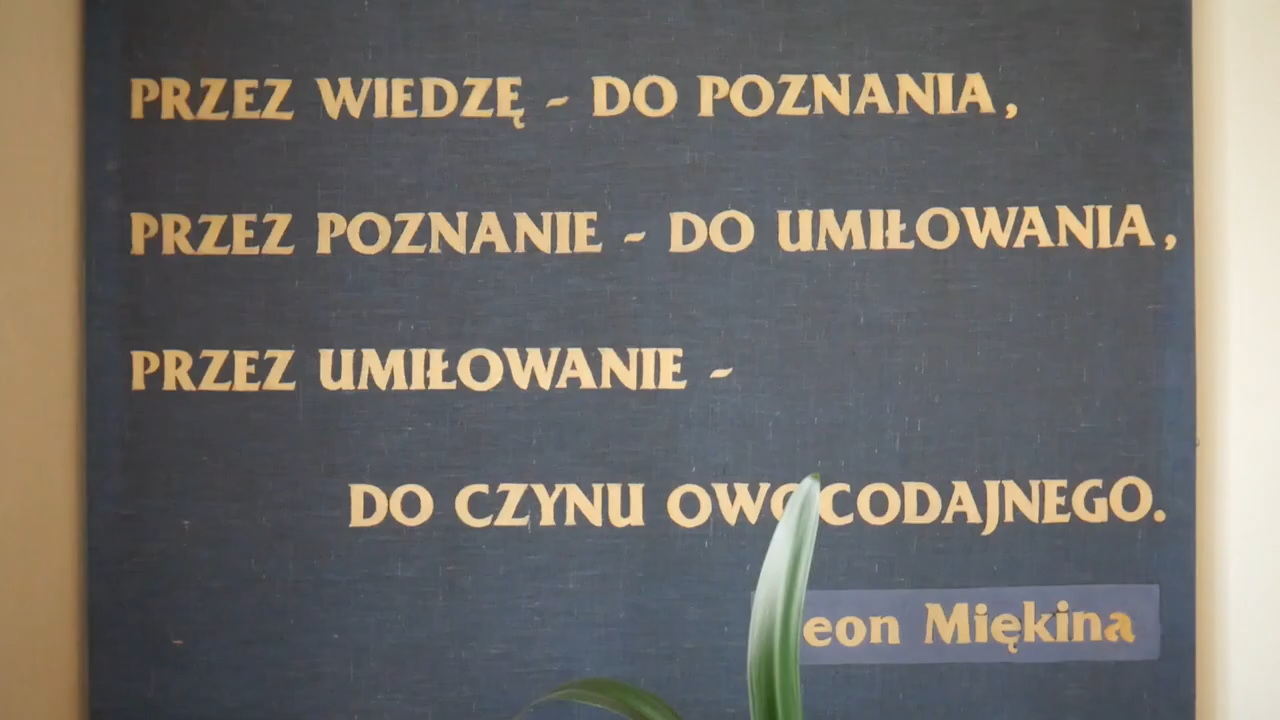 PRZEZ WIEDZĘ - DO POZNANIA,
PRZEZ POZNANIE - DO UMIŁOWANIA,
PRZEZ UMIŁOWANIE -
DO CZYNU OWOCODAJNEGO.
eon Miękina